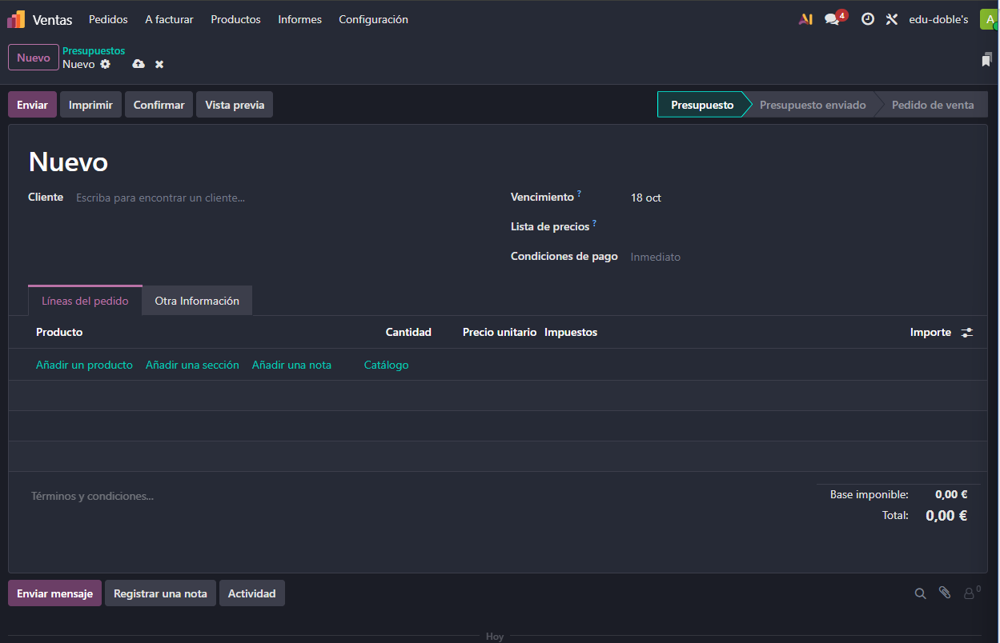 Ventas Pedidos A facturar Productos Informes Configuración AI 4 edu-doble's A
Nuevo
Presupuestos
Nuevo
Enviar Imprimir Confirmar Vista previa Presupuesto Presupuesto enviado Pedido de venta
Nuevo
Cliente Escriba para encontrar un cliente... Vencimiento ? 18 oct
Lista de precios ?
Condiciones de pago Inmediato
Líneas del pedido Otra Información
Producto Cantidad Precio unitario Impuestos Importe
Añadir un producto Añadir una sección Añadir una nota Catálogo
Términos y condiciones... Base imponible: 0,00 €
Total: 0,00 €
Enviar mensaje Registrar una nota Actividad 0
Hoy